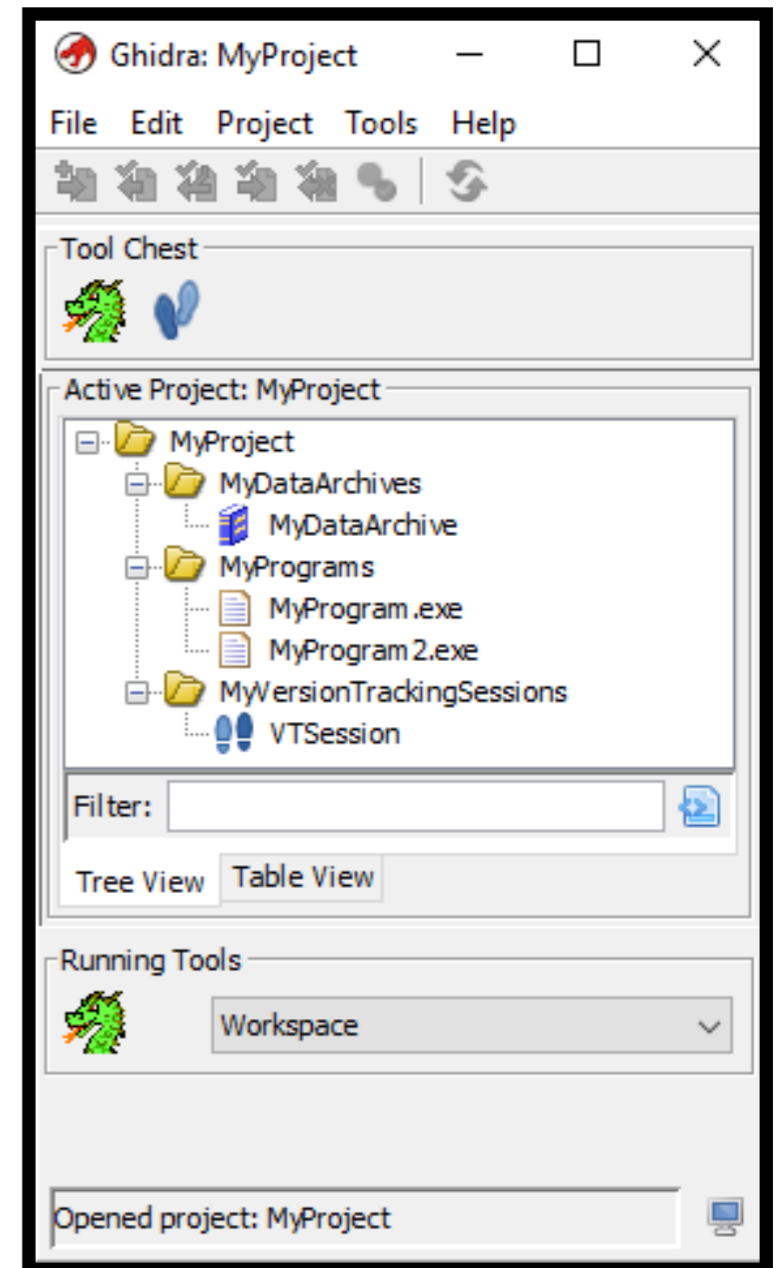 Ghidra: MyProject
File Edit Project Tools Help
Tool Chest
Active Project: MyProject
MyProject
MyDataArchives
MyDataArchive
MyPrograms
MyProgram.exe
MyProgram2.exe
MyVersionTrackingSessions
VTSession
Filter:
Tree View Table View
Running Tools
Workspace
Opened project: MyProject